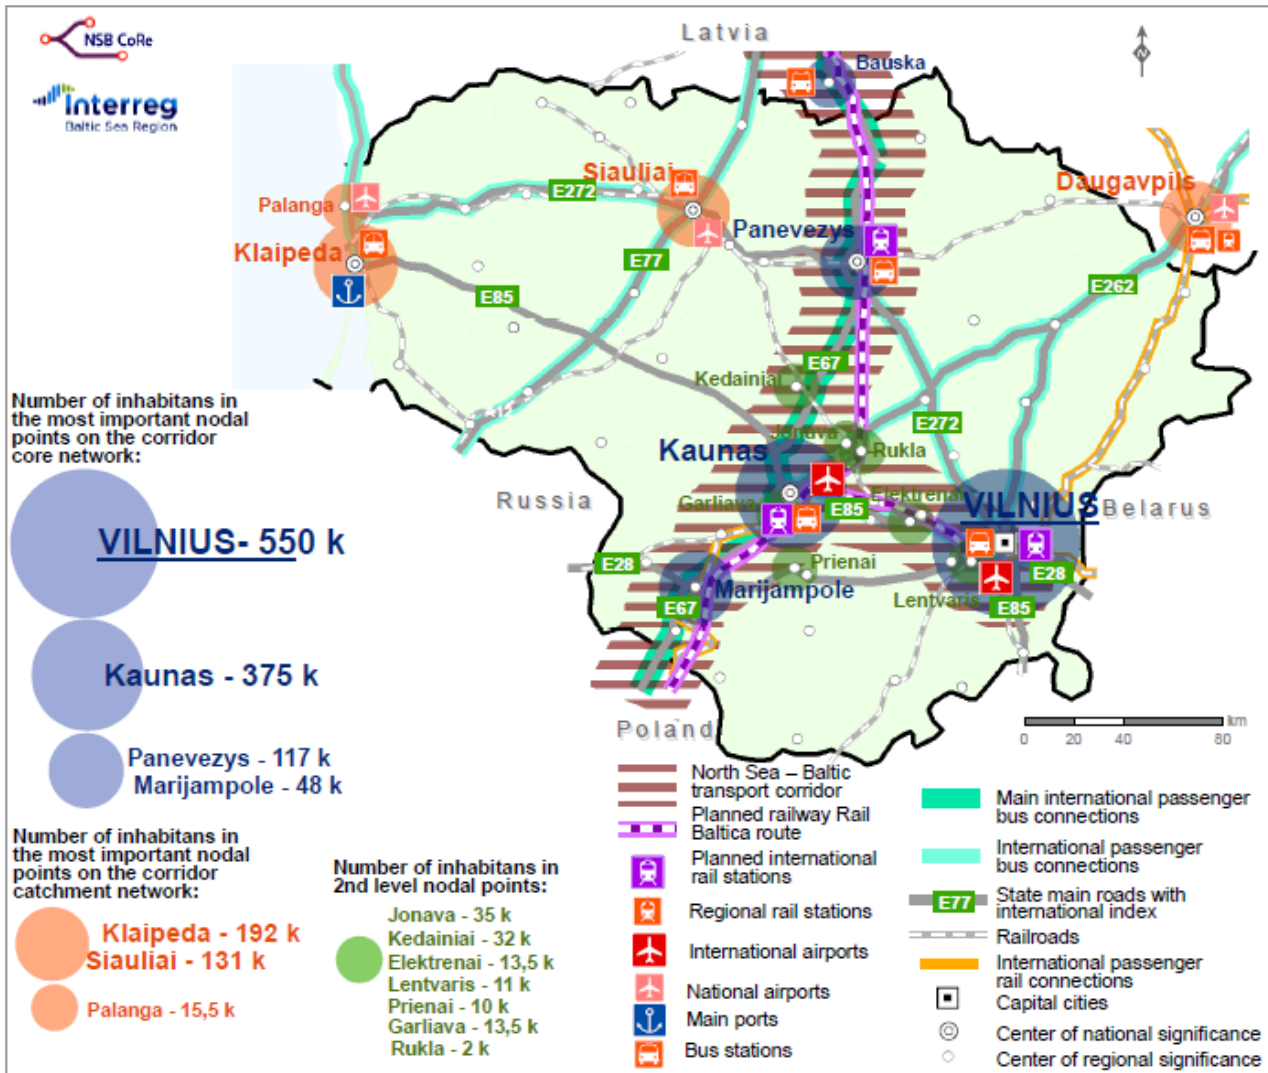 NSB CoRe
Interreg
Baltic Sea Region
Latvia
N
Bauska
Siauliai
Daugavpils
E272
Palanga
Panevezys
Klaipeda
E77
E262
E85
E67
Kedainiai
E272
Jonava
Rukla
Kaunas
Russia
Garliava
Elektrenai
E85
VILNIUS
Belarus
E28
Prienai
E28
Marijampole
Lentvaris
E67
E85
Poland
km
0 20 40 80
Number of inhabitans in
the most important nodal
points on the corridor
core network:
VILNIUS- 550 k
Kaunas - 375 k
Panevezys - 117 k
Marijampole - 48 k
Number of inhabitans in
the most important nodal
points on the corridor
catchment network:
Klaipeda - 192 k
Siauliai - 131 k
Palanga - 15,5 k
Number of inhabitans in
2nd level nodal points:
Jonava - 35 k
Kedainiai - 32 k
Elektrenai - 13,5 k
Lentvaris - 11 k
Prienai - 10 k
Garliava - 13,5 k
Rukla - 2 k
North Sea – Baltic
transport corridor
Planned railway Rail
Baltica route
Planned international
rail stations
Regional rail stations
International airports
National airports
Main ports
Bus stations
Main international passenger
bus connections
International passenger
bus connections
E77
State main roads with
international index
Railroads
International passenger
rail connections
Capital cities
Center of national significance
Center of regional significance